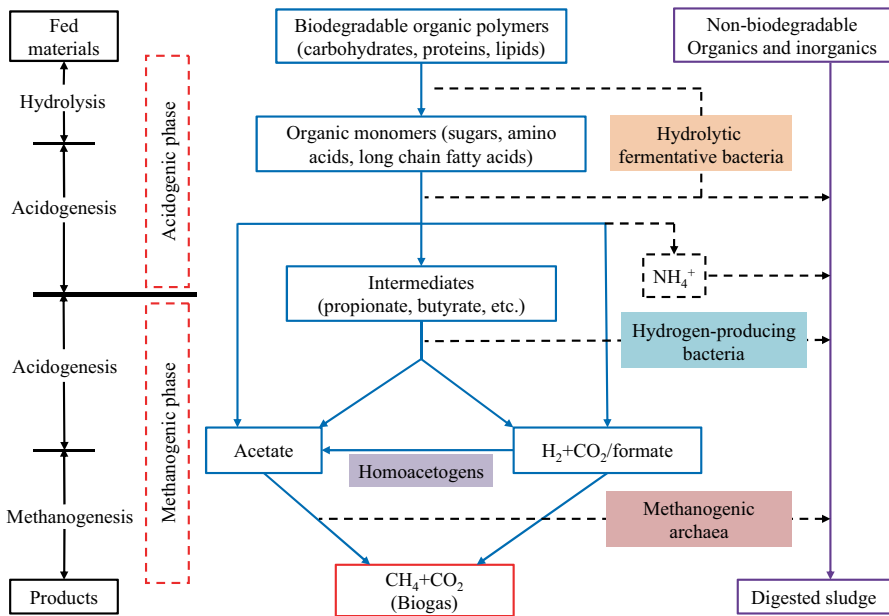 Fed
materials
Hydrolysis
Acidogenesis
Acidogenesis
Methanogenesis
Products
Acidogenic phase
Methanogenic phase
Biodegradable organic polymers
(carbohydrates, proteins, lipids)
Organic monomers (sugars, amino
acids, long chain fatty acids)
Intermediates
(propionate, butyrate, etc.)
Acetate
H₂+CO₂/formate
Homoacetogens
CH₄+CO₂
(Biogas)
Non-biodegradable
Organics and inorganics
Hydrolytic
fermentative bacteria
NH₄⁺
Hydrogen-producing
bacteria
Methanogenic
archaea
Digested sludge